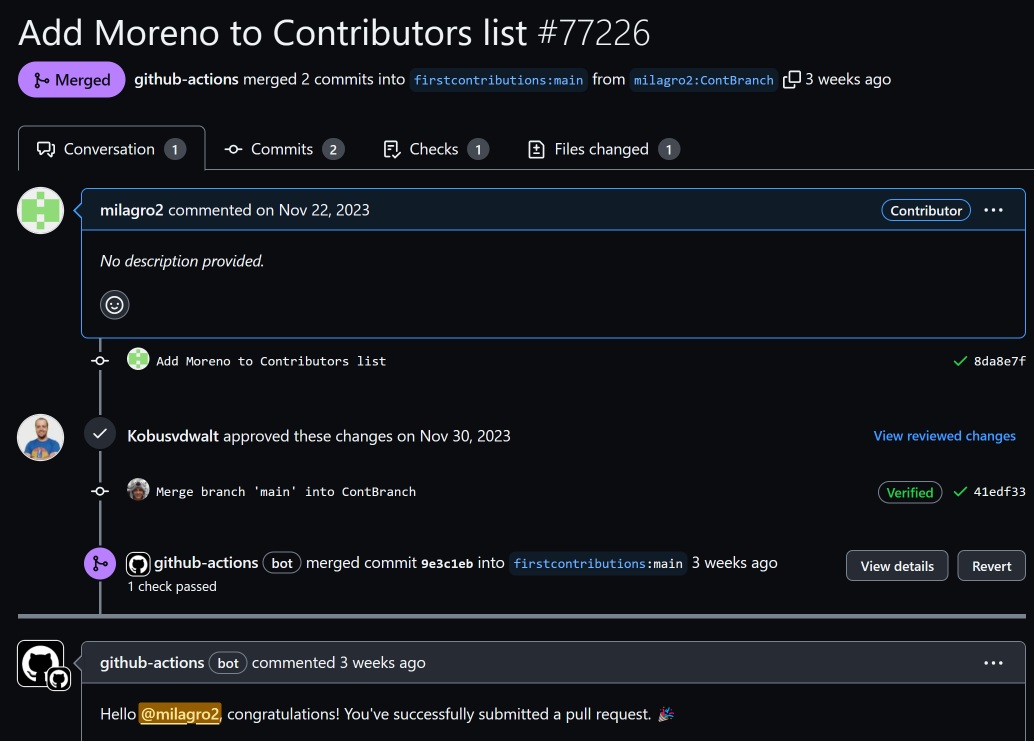 Add Moreno to Contributors list #77226
Merged github-actions merged 2 commits into firstcontributions:main from milagro2:ContBranch 3 weeks ago
Conversation 1 Commits 2 Checks 1 Files changed 1
milagro2 commented on Nov 22, 2023 Contributor
No description provided.
Add Moreno to Contributors list 8da8e7f
Kobusvdwalt approved these changes on Nov 30, 2023 View reviewed changes
Merge branch 'main' into ContBranch Verified 41edf33
github-actions bot merged commit 9e3c1eb into firstcontributions:main 3 weeks ago View details Revert
1 check passed
github-actions bot commented 3 weeks ago
Hello @milagro2, congratulations! You've successfully submitted a pull request. 🎉